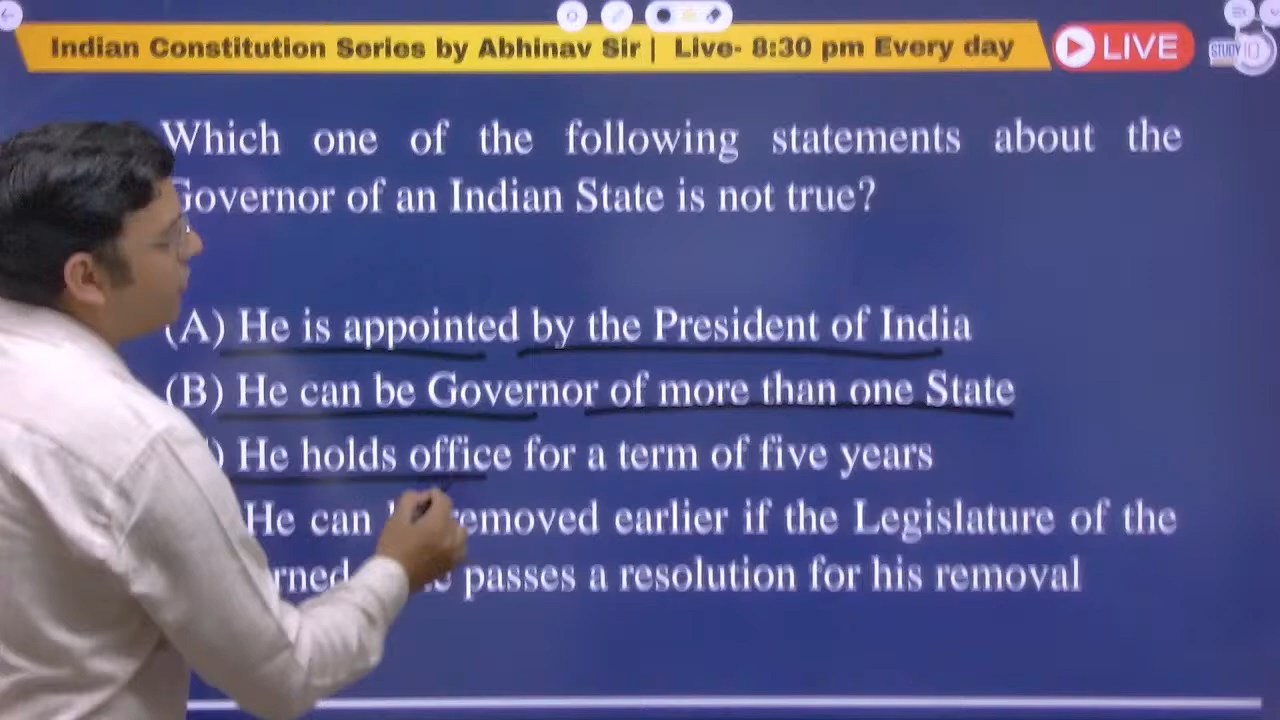 Indian Constitution Series by Abhinav Sir | Live- 8:30 pm Every day
LIVE
STUDY
Which one of the following statements about the
Governor of an Indian State is not true?
(A) He is appointed by the President of India
(B) He can be Governor of more than one State
) He holds office for a term of five years
He can removed earlier if the Legislature of the
passes a resolution for his removal